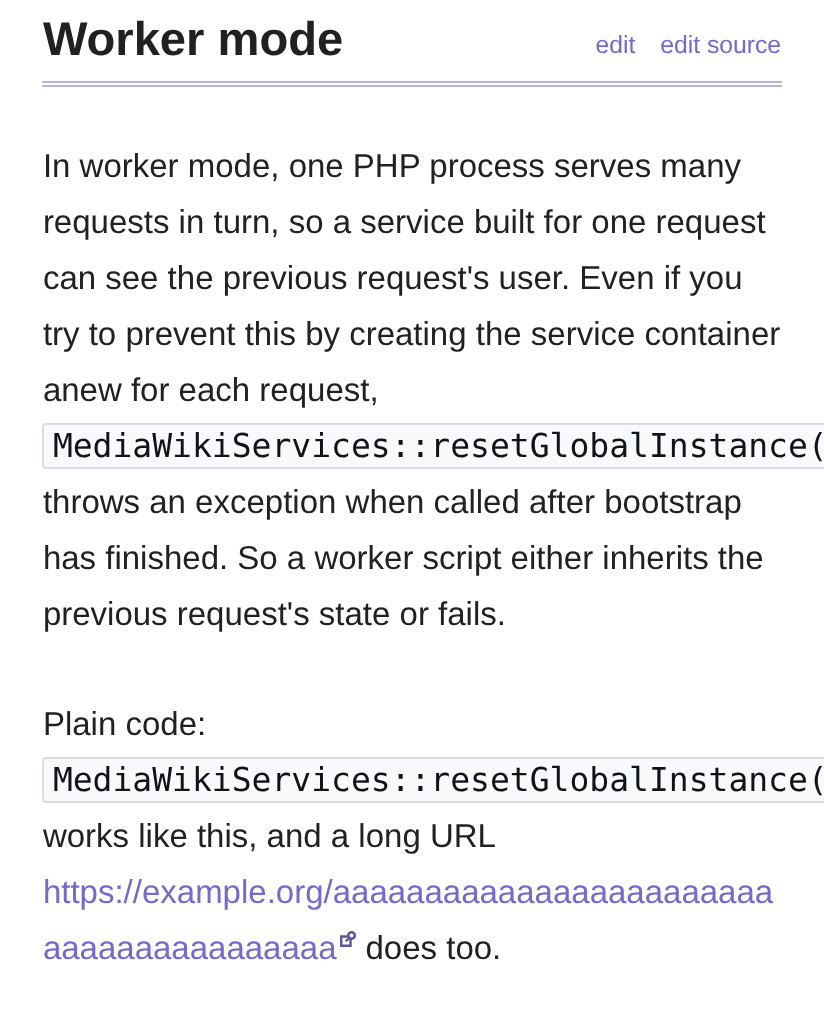 Worker mode
edit edit source
In worker mode, one PHP process serves many
requests in turn, so a service built for one request
can see the previous request's user. Even if you
try to prevent this by creating the service container
anew for each request,
MediaWikiServices::resetGlobalInstance(
throws an exception when called after bootstrap
has finished. So a worker script either inherits the
previous request's state or fails.
Plain code:
MediaWikiServices::resetGlobalInstance(
works like this, and a long URL
https://example.org/aaaaaaaaaaaaaaaaaaaaaaaa
aaaaaaaaaaaaaaaa does too.